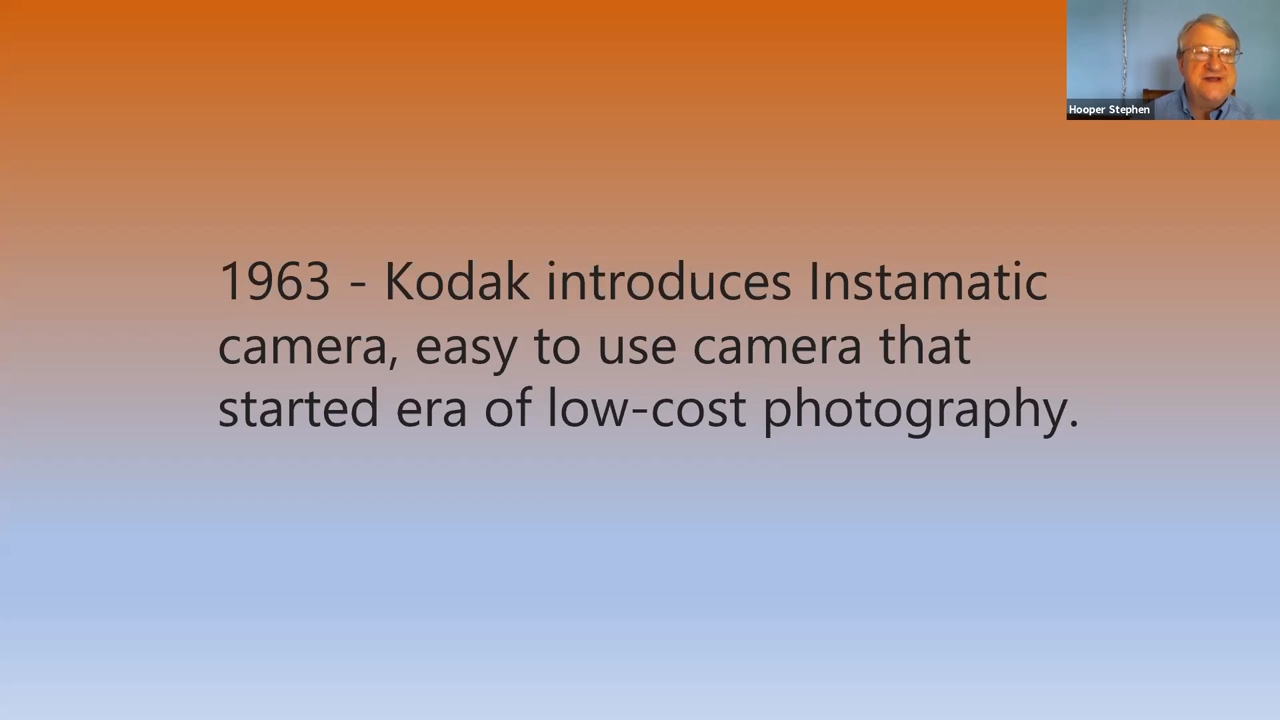 Hooper Stephen
1963 - Kodak introduces Instamatic
camera, easy to use camera that
started era of low-cost photography.